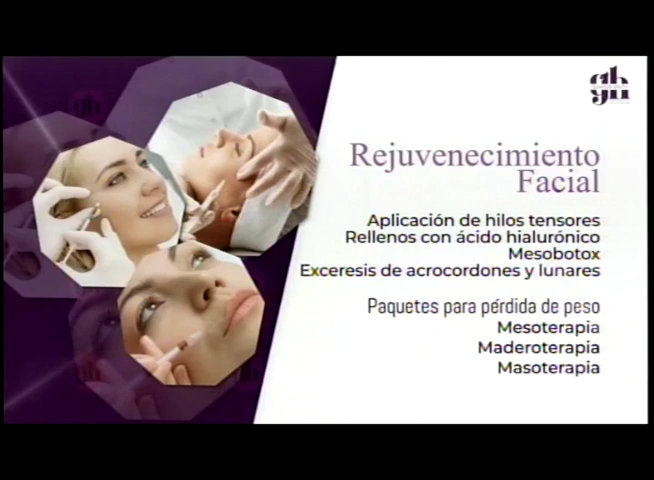 gh
Rejuvenecimiento
Facial
Aplicación de hilos tensores
Rellenos con ácido hialurónico
Mesobotox
Exceresis de acrocordones y lunares
Paquetes para pérdida de peso
Mesoterapia
Maderoterapia
Masoterapia